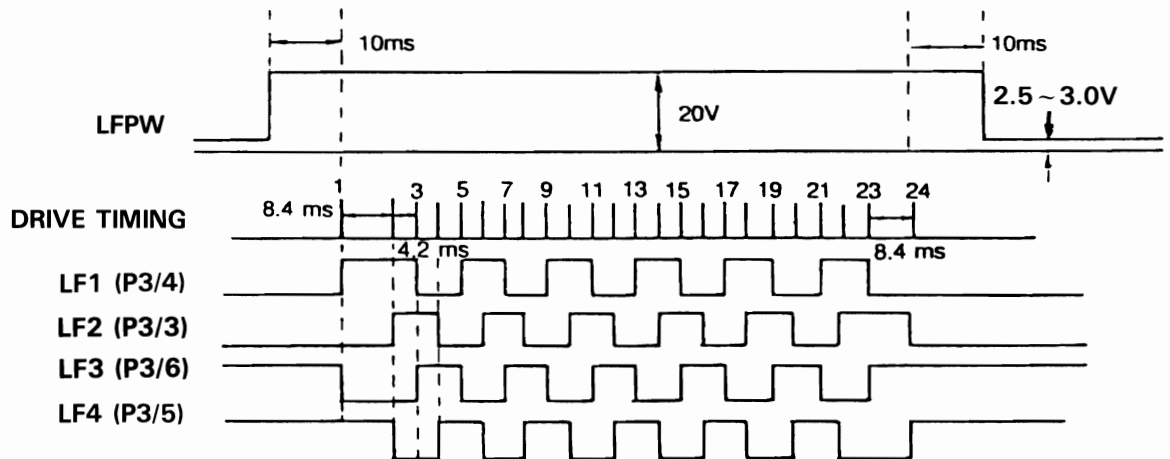 10ms 10ms
2.5 ~ 3.0V
LFPW 20V
1 3 5 7 9 11 13 15 17 19 21 23 24
8.4 ms
DRIVE TIMING
4.2 ms 8.4 ms
LF1 (P3/4)
LF2 (P3/3)
LF3 (P3/6)
LF4 (P3/5)